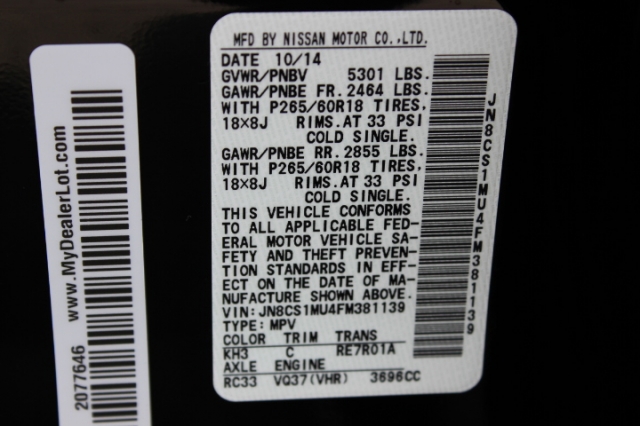 MFD BY NISSAN MOTOR CO.,LTD.
DATE 10/14
GVWR/PNBV 5301 LBS.
GAWR/PNBE FR. 2464 LBS.
WITH P265/60R18 TIRES,
18×8J RIMS.AT 33 PSI
COLD SINGLE.
GAWR/PNBE RR. 2855 LBS.
WITH P265/60R18 TIRES,
18×8J RIMS.AT 33 PSI
COLD SINGLE.
THIS VEHICLE CONFORMS
TO ALL APPLICABLE FED-
ERAL MOTOR VEHICLE SA-
FETY AND THEFT PREVEN-
TION STANDARDS IN EFF-
ECT ON THE DATE OF MA-
NUFACTURE SHOWN ABOVE.
VIN: JN8CS1MU4FM381139
TYPE: MPV
COLOR TRIM TRANS
KH3 C RE7R01A
AXLE ENGINE
RC33 VQ37(VHR) 3696CC
JN8CS1MU4FM381139
www.MyDealerLot.com
2077646